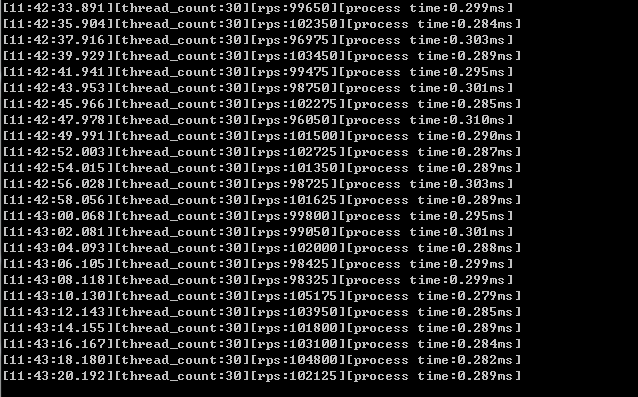 [11:42:33.891][thread_count:30][rps:99650][process time:0.299ms]
[11:42:35.904][thread_count:30][rps:102350][process time:0.284ms]
[11:42:37.916][thread_count:30][rps:96975][process time:0.303ms]
[11:42:39.929][thread_count:30][rps:103450][process time:0.289ms]
[11:42:41.941][thread_count:30][rps:99475][process time:0.295ms]
[11:42:43.953][thread_count:30][rps:98750][process time:0.301ms]
[11:42:45.966][thread_count:30][rps:102275][process time:0.285ms]
[11:42:47.978][thread_count:30][rps:96050][process time:0.310ms]
[11:42:49.991][thread_count:30][rps:101500][process time:0.290ms]
[11:42:52.003][thread_count:30][rps:102725][process time:0.287ms]
[11:42:54.015][thread_count:30][rps:101350][process time:0.289ms]
[11:42:56.028][thread_count:30][rps:98725][process time:0.303ms]
[11:42:58.056][thread_count:30][rps:101625][process time:0.289ms]
[11:43:00.068][thread_count:30][rps:99800][process time:0.295ms]
[11:43:02.081][thread_count:30][rps:99050][process time:0.301ms]
[11:43:04.093][thread_count:30][rps:102000][process time:0.288ms]
[11:43:06.105][thread_count:30][rps:98425][process time:0.299ms]
[11:43:08.118][thread_count:30][rps:98325][process time:0.299ms]
[11:43:10.130][thread_count:30][rps:105175][process time:0.279ms]
[11:43:12.143][thread_count:30][rps:103950][process time:0.285ms]
[11:43:14.155][thread_count:30][rps:101800][process time:0.289ms]
[11:43:16.167][thread_count:30][rps:103100][process time:0.284ms]
[11:43:18.180][thread_count:30][rps:104800][process time:0.282ms]
[11:43:20.192][thread_count:30][rps:102125][process time:0.289ms]